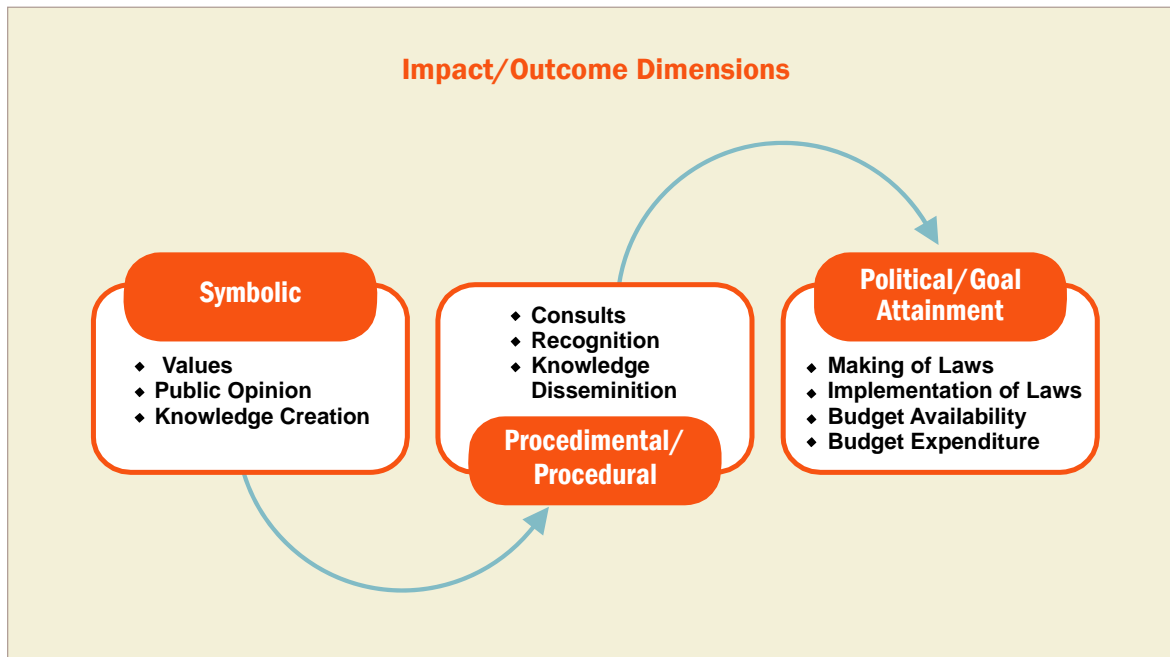 Impact/Outcome Dimensions
Symbolic
◆ Values
◆ Public Opinion
◆ Knowledge Creation
◆ Consults
◆ Recognition
◆ Knowledge
Disseminition
Procedimental/
Procedural
Political/Goal
Attainment
◆ Making of Laws
◆ Implementation of Laws
◆ Budget Availability
◆ Budget Expenditure